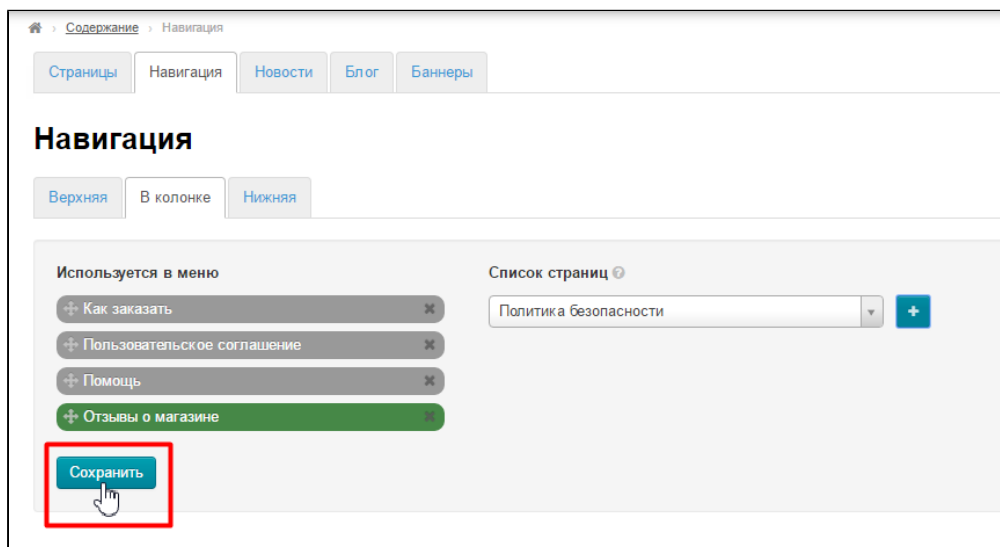 Содержание › Навигация
Страницы Навигация Новости Блог Баннеры
Навигация
Верхняя В колонке Нижняя
Используется в меню Список страниц
Как заказать Политика безопасности
Пользовательское соглашение
Помощь
Отзывы о магазине
Сохранить